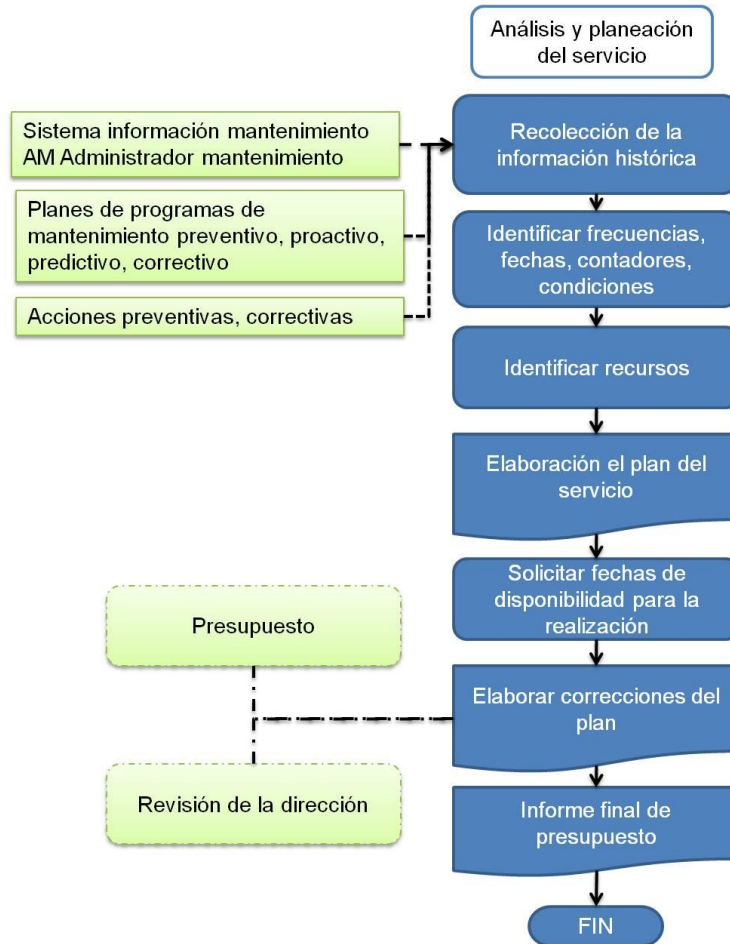 Análisis y planeación
del servicio
Sistema información mantenimiento
AM Administrador mantenimiento
Recolección de la
información histórica
Planes de programas de
mantenimiento preventivo, proactivo,
predictivo, correctivo
Identificar frecuencias,
fechas, contadores,
condiciones
Acciones preventivas, correctivas
Identificar recursos
Elaboración el plan del
servicio
Solicitar fechas de
disponibilidad para la
realización
Presupuesto
Elaborar correcciones del
plan
Revisión de la dirección
Informe final de
presupuesto
FIN